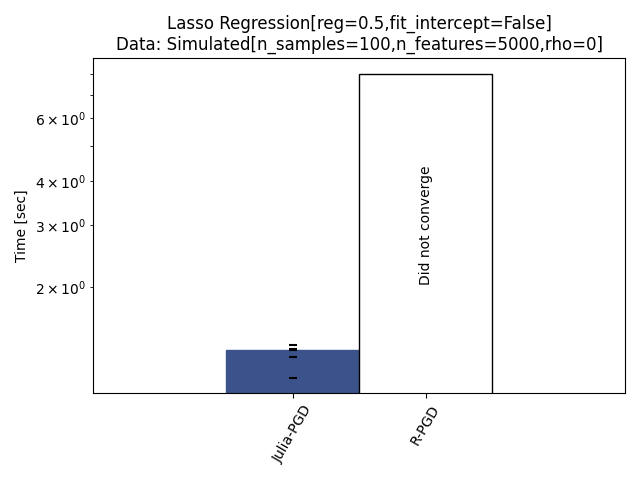 Lasso Regression[reg=0.5,fit_intercept=False]
Data: Simulated[n_samples=100,n_features=5000,rho=0]
Time [sec]
6 × 10⁰
4 × 10⁰
3 × 10⁰
2 × 10⁰
Did not converge
Julia-PGD
R-PGD